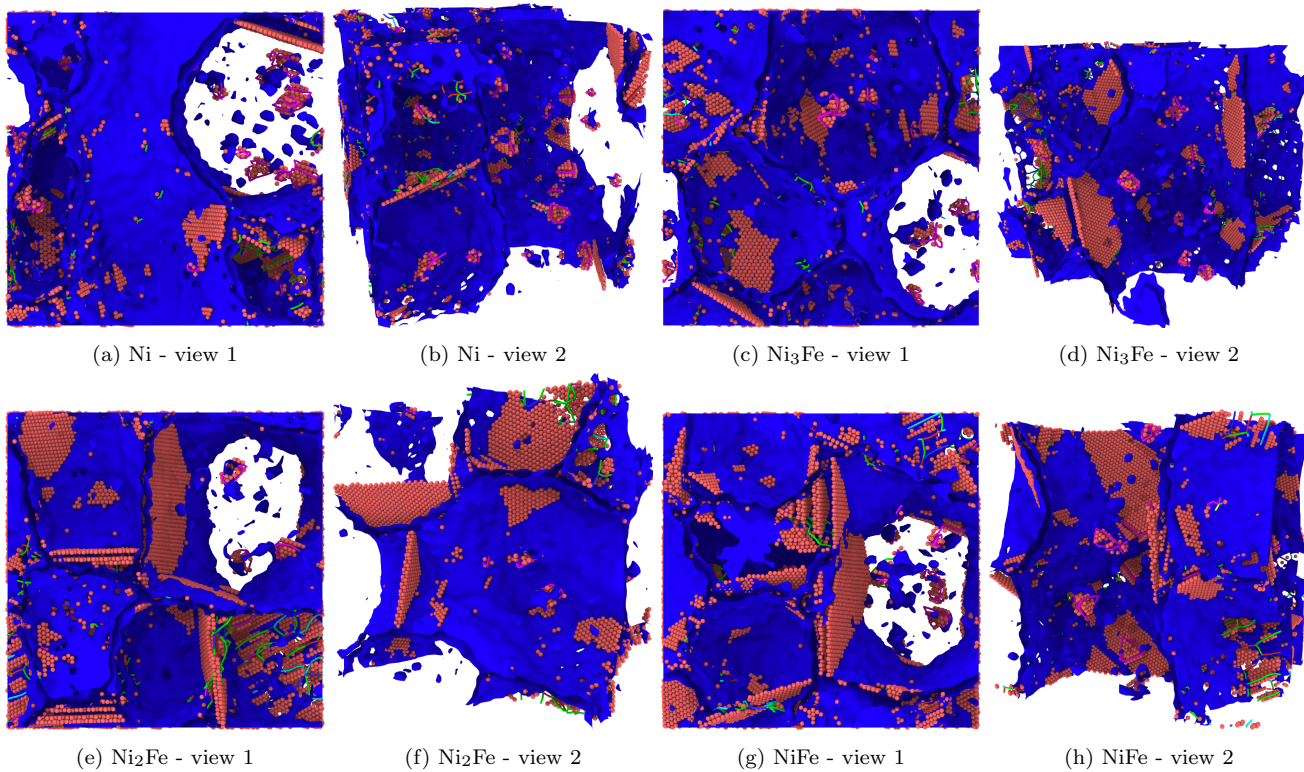 (a) Ni - view 1
(b) Ni - view 2
(c) Ni₃Fe - view 1
(d) Ni₃Fe - view 2
(e) Ni₂Fe - view 1
(f) Ni₂Fe - view 2
(g) NiFe - view 1
(h) NiFe - view 2